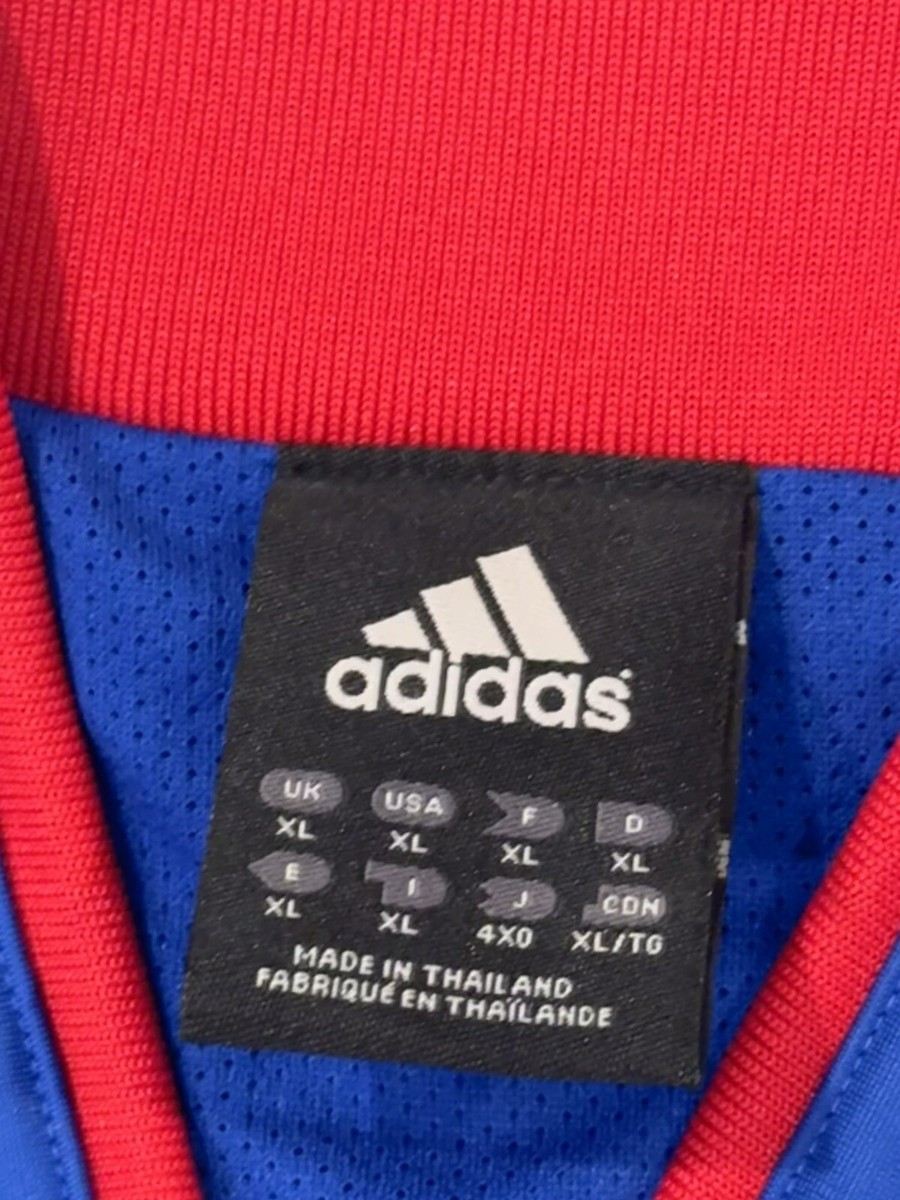 adidas
UK USA F D
XL XL XL XL
E I J CDN
XL XL 4XO XL/TG
MADE IN THAILAND
FABRIQUÉ EN THAÏLANDE